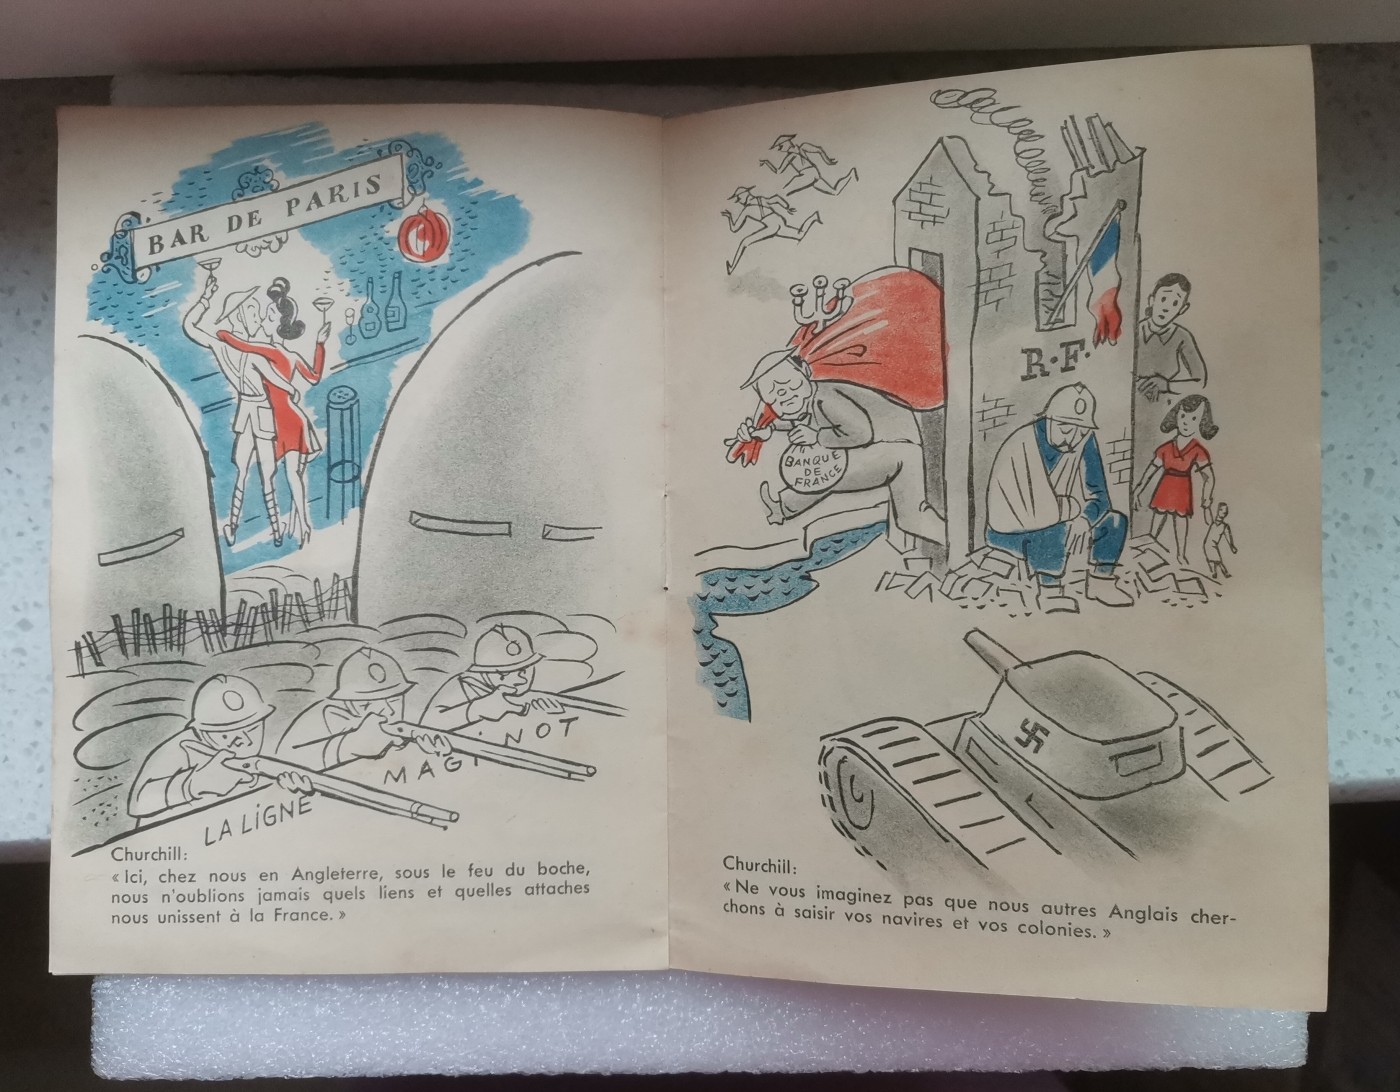 BAR DE PARIS
LA LiGNE MAGiNOT
Churchill:
« Ici, chez nous en Angleterre, sous le feu du boche,
nous n'oublions jamais quels liens et quelles attaches
nous unissent à la France. »
BANQUE
DE
FRANCE
R·F·
Churchill:
« Ne vous imaginez pas que nous autres Anglais cher-
chons à saisir vos navires et vos colonies. »